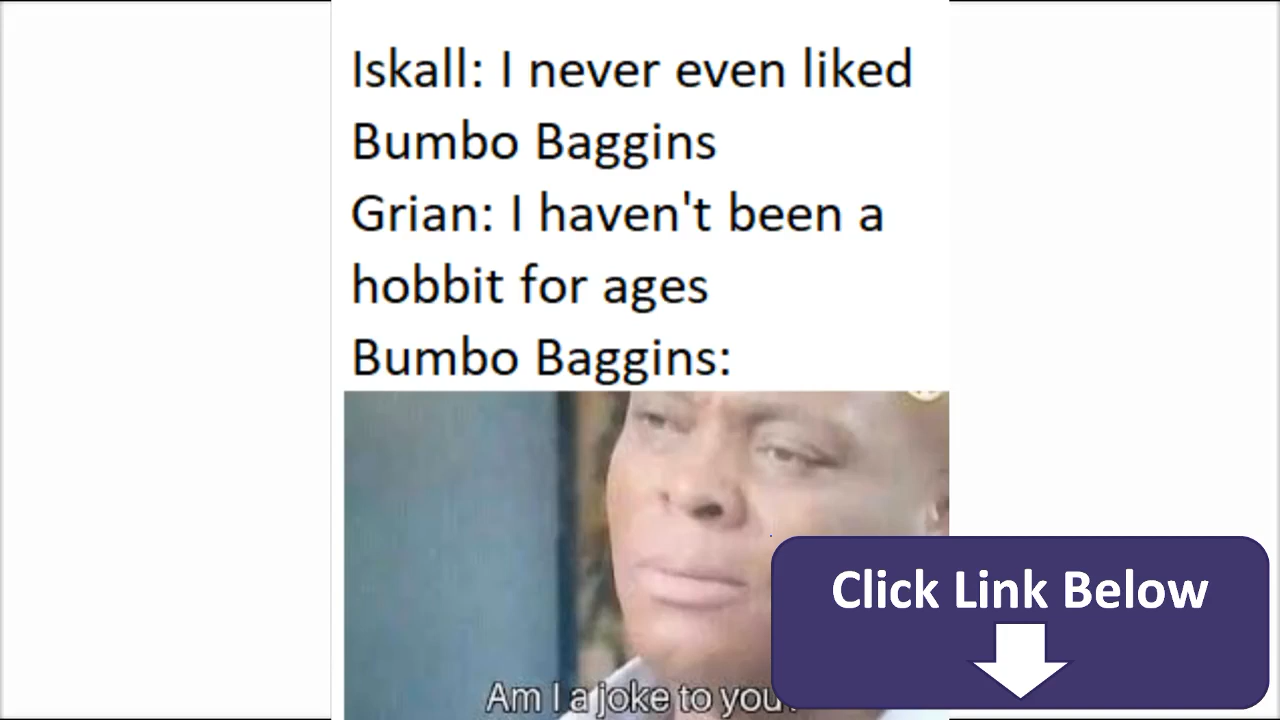 Iskall: I never even liked
Bumbo Baggins
Grian: I haven't been a
hobbit for ages
Bumbo Baggins:
Click Link Below
Am I a joke to you?